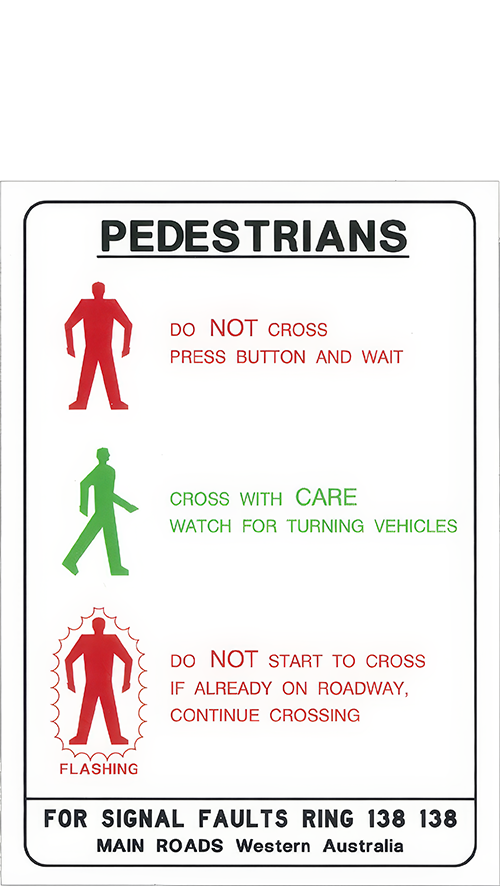 PEDESTRIANS
DO NOT CROSS
PRESS BUTTON AND WAIT
CROSS WITH CARE
WATCH FOR TURNING VEHICLES
DO NOT START TO CROSS
IF ALREADY ON ROADWAY,
CONTINUE CROSSING
FLASHING
FOR SIGNAL FAULTS RING 138 138
MAIN ROADS Western Australia